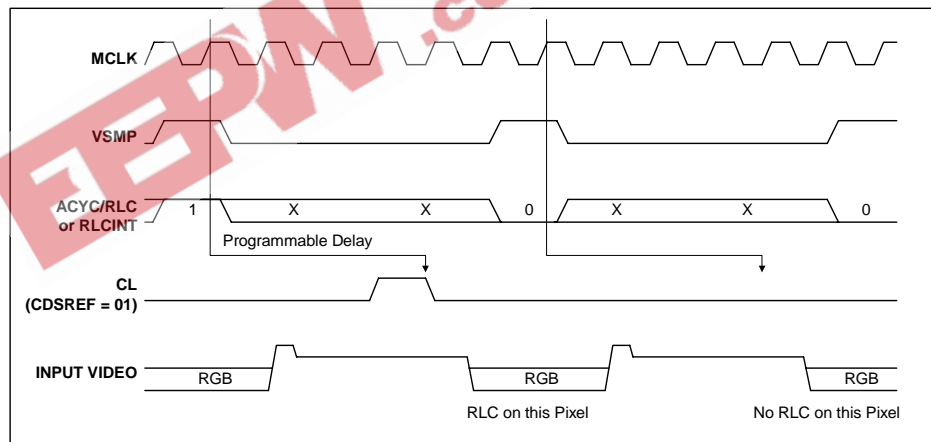 MCLK
VSMP
ACYC/RLC
or RLCINT
1 X X 0 X X 0
Programmable Delay
CL
(CDSREF = 01)
INPUT VIDEO
RGB RGB RGB
RLC on this Pixel No RLC on this Pixel
EEPW